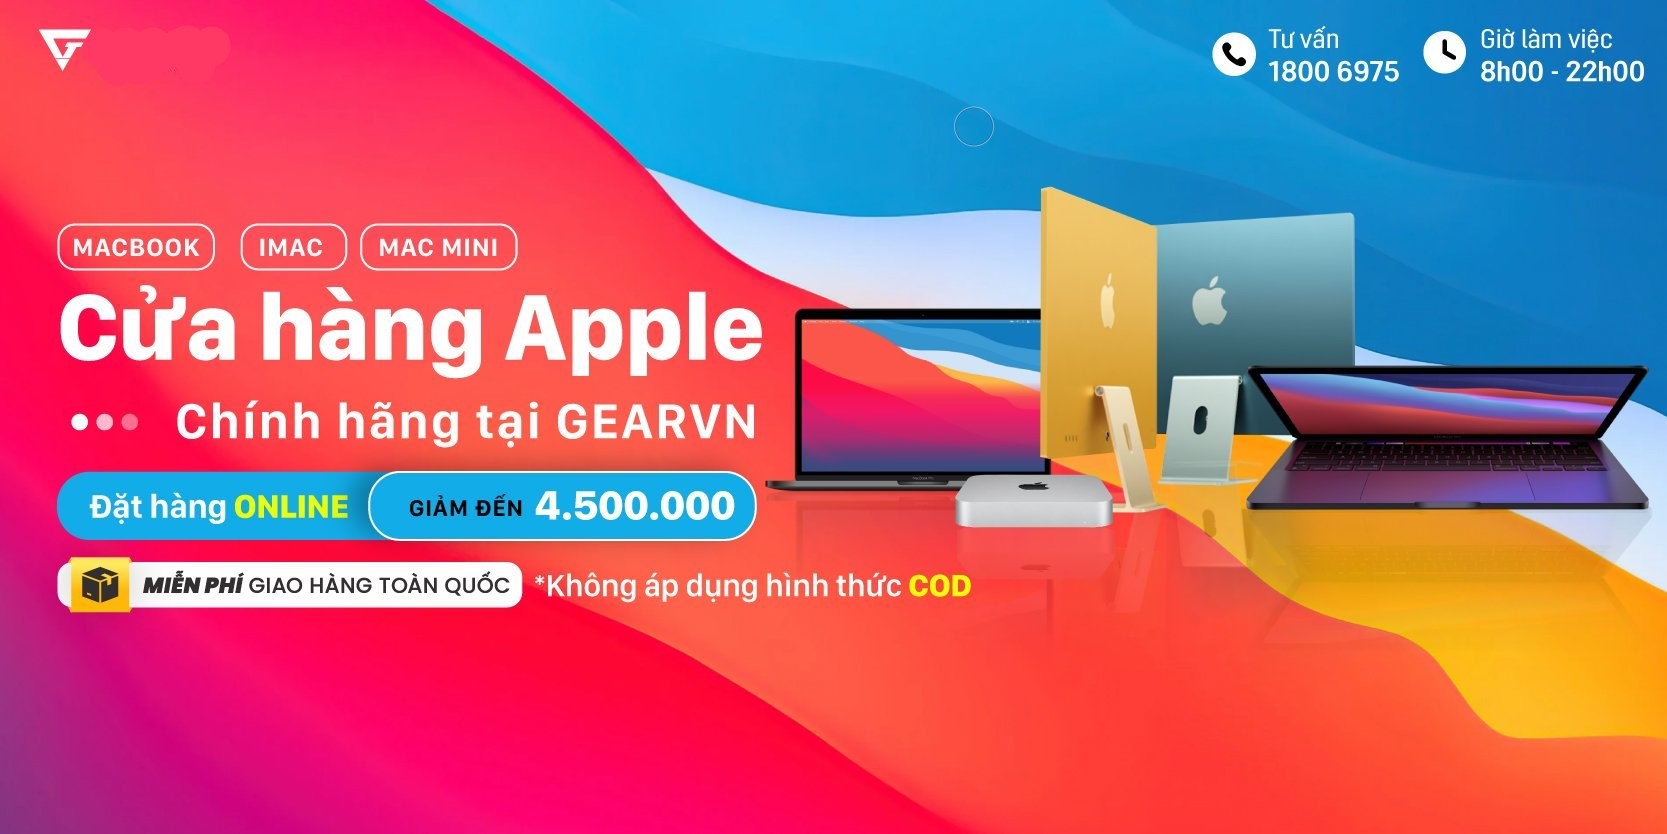 Tư vấn
1800 6975
Giờ làm việc
8h00 - 22h00
MACBOOK
IMAC
MAC MINI
Cửa hàng Apple
Chính hãng tại GEARVN
Đặt hàng ONLINE
GIẢM ĐẾN 4.500.000
MIỄN PHÍ GIAO HÀNG TOÀN QUỐC
*Không áp dụng hình thức COD